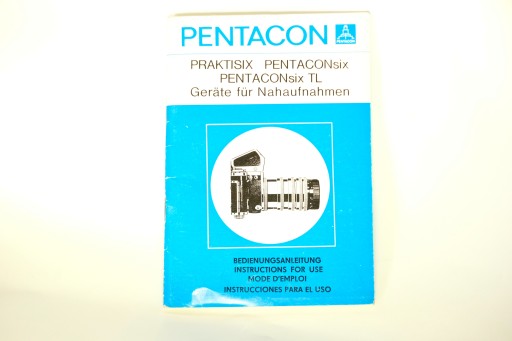 PENTACON
PRAKTISIX PENTACONsix
PENTACONsix TL
Geräte für Nahaufnahmen
BEDIENUNGSANLEITUNG
INSTRUCTIONS FOR USE
MODE D'EMPLOI
INSTRUCCIONES PARA EL USO